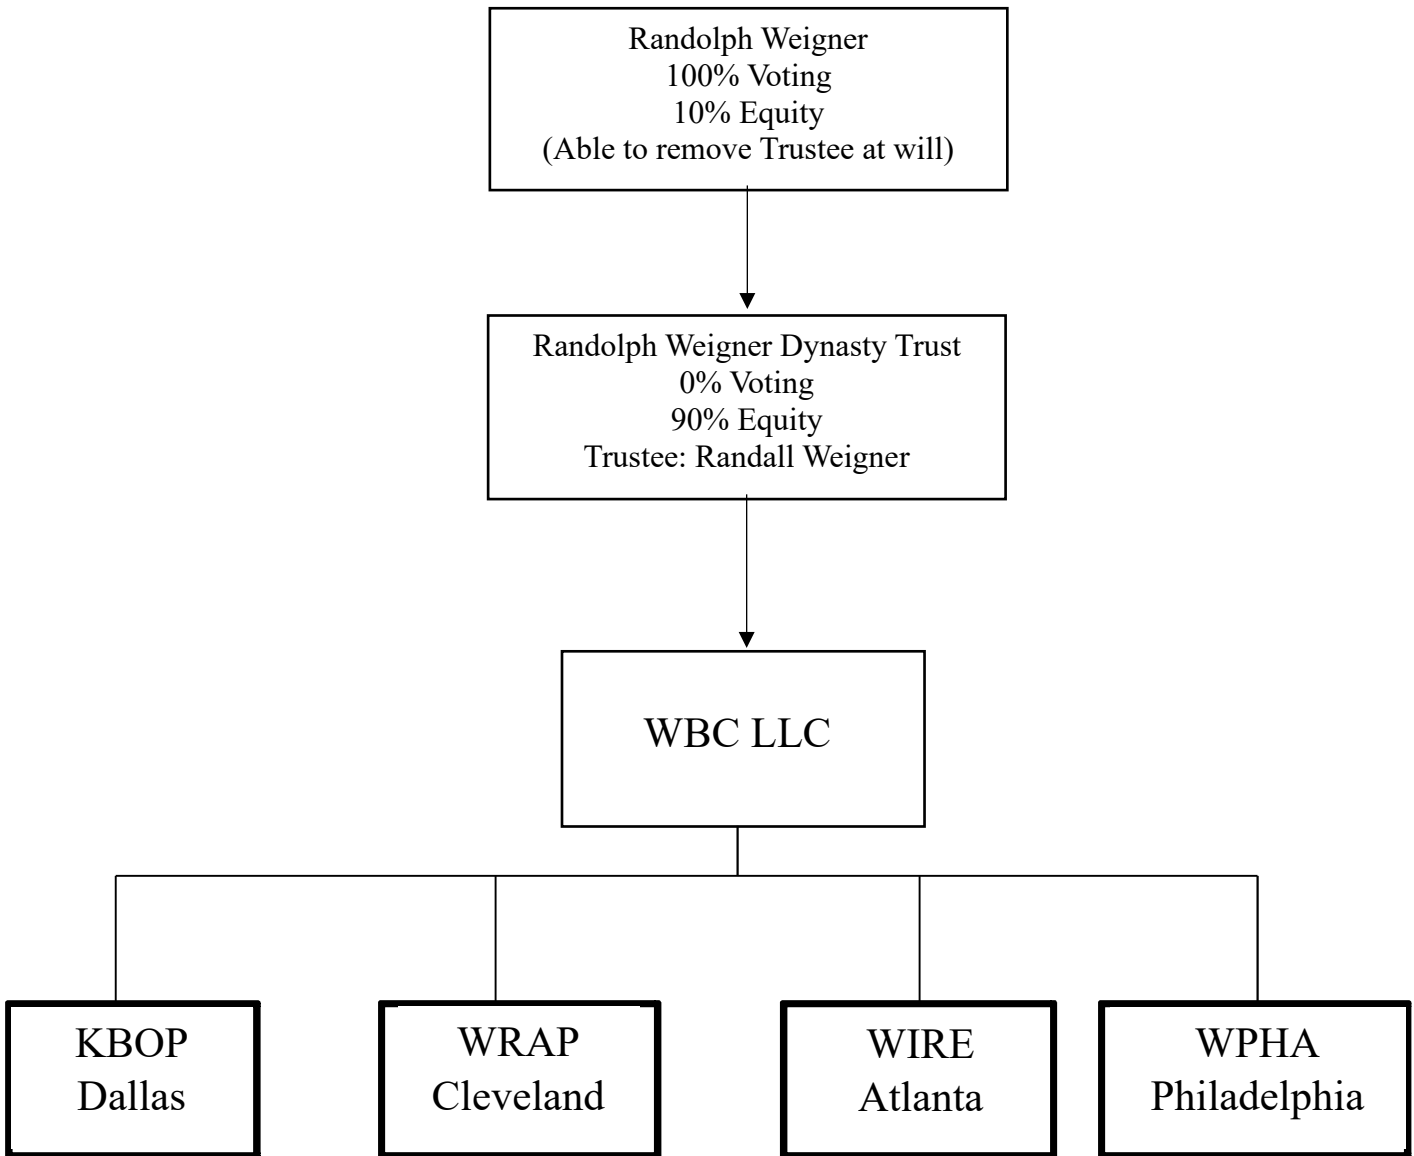 Randolph Weigner
100% Voting
10% Equity
(Able to remove Trustee at will)
Randolph Weigner Dynasty Trust
0% Voting
90% Equity
Trustee: Randall Weigner
WBC LLC
KBOP
Dallas
WRAP
Cleveland
WIRE
Atlanta
WPHA
Philadelphia